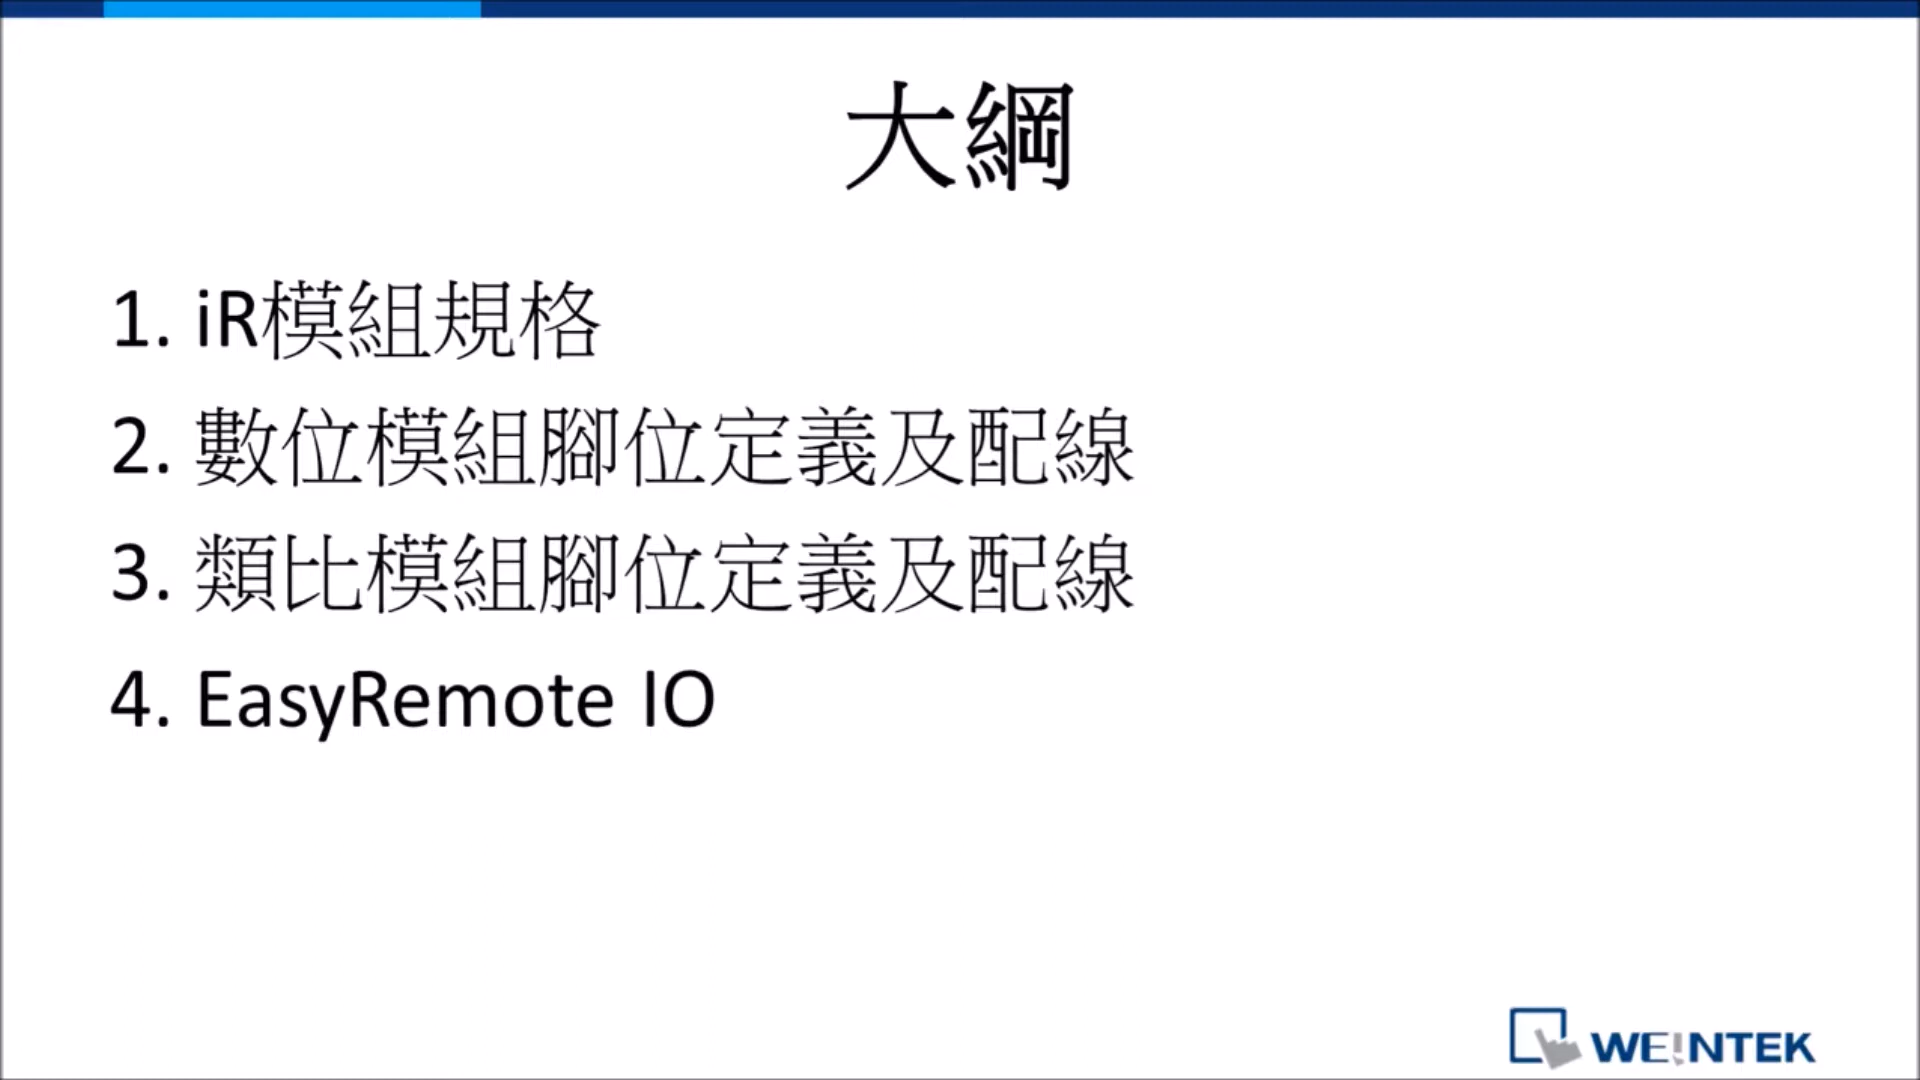 大綱
1. iR模組規格
2. 數位模組腳位定義及配線
3. 類比模組腳位定義及配線
4. EasyRemote IO
WEINTEK